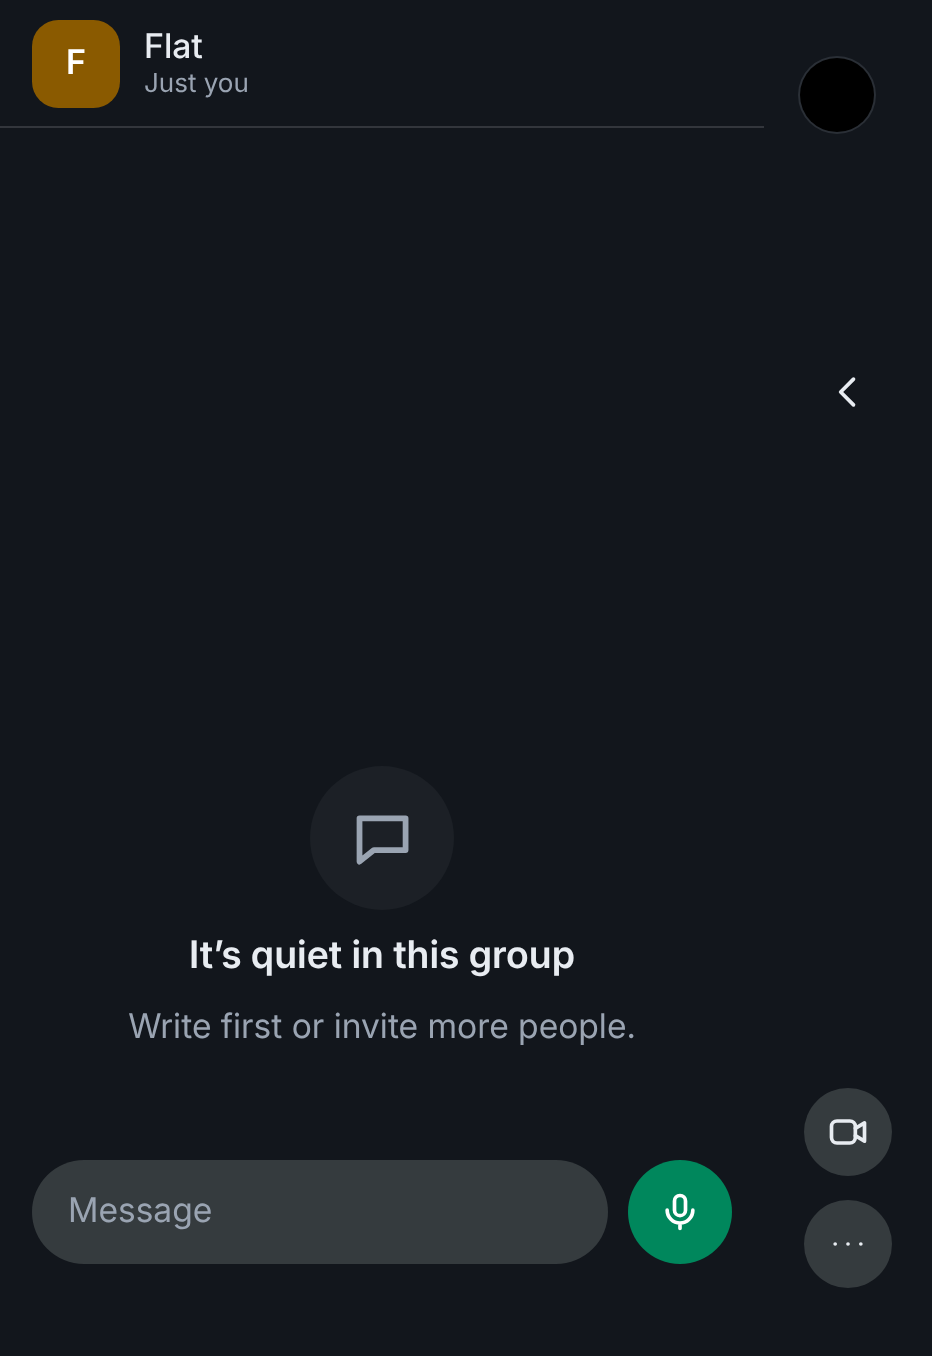 F
Flat
Just you
It’s quiet in this group
Write first or invite more people.
Message